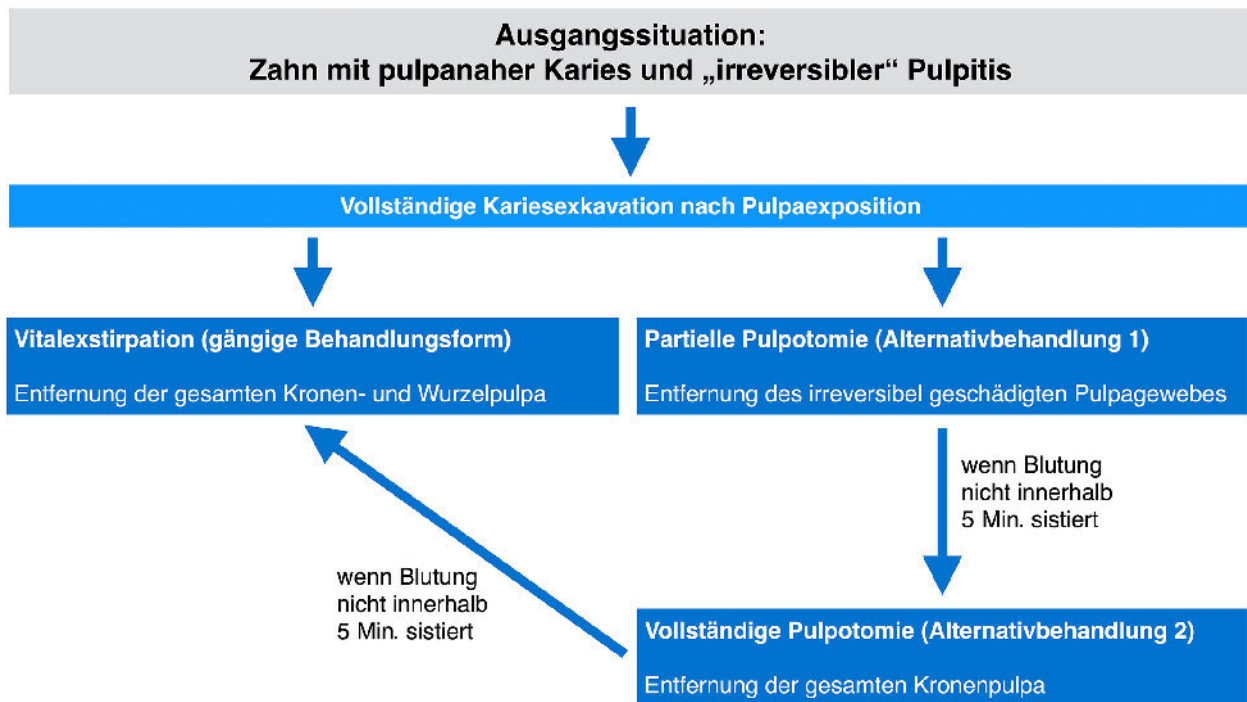 Ausgangssituation:
Zahn mit pulpanaher Karies und „irreversibler“ Pulpitis
Vollständige Kariesexkavation nach Pulpaexposition
Vitalexstirpation (gängige Behandlungsform)
Entfernung der gesamten Kronen- und Wurzelpulpa
Partielle Pulpotomie (Alternativbehandlung 1)
Entfernung des irreversibel geschädigten Pulpagewebes
wenn Blutung
nicht innerhalb
5 Min. sistiert
Vollständige Pulpotomie (Alternativbehandlung 2)
Entfernung der gesamten Kronenpulpa
wenn Blutung
nicht innerhalb
5 Min. sistiert